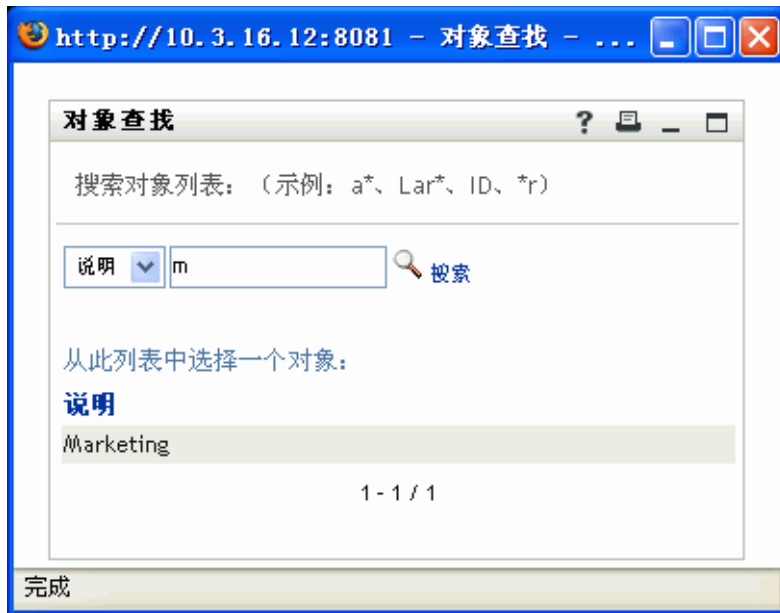 http://10.3.16.12:8081 - 对象查找 - ...
对象查找
搜索对象列表：（示例：a*、Lar*、ID、*r）
说明 m 搜索
从此列表中选择一个对象：
说明
Marketing
1 - 1 / 1
完成